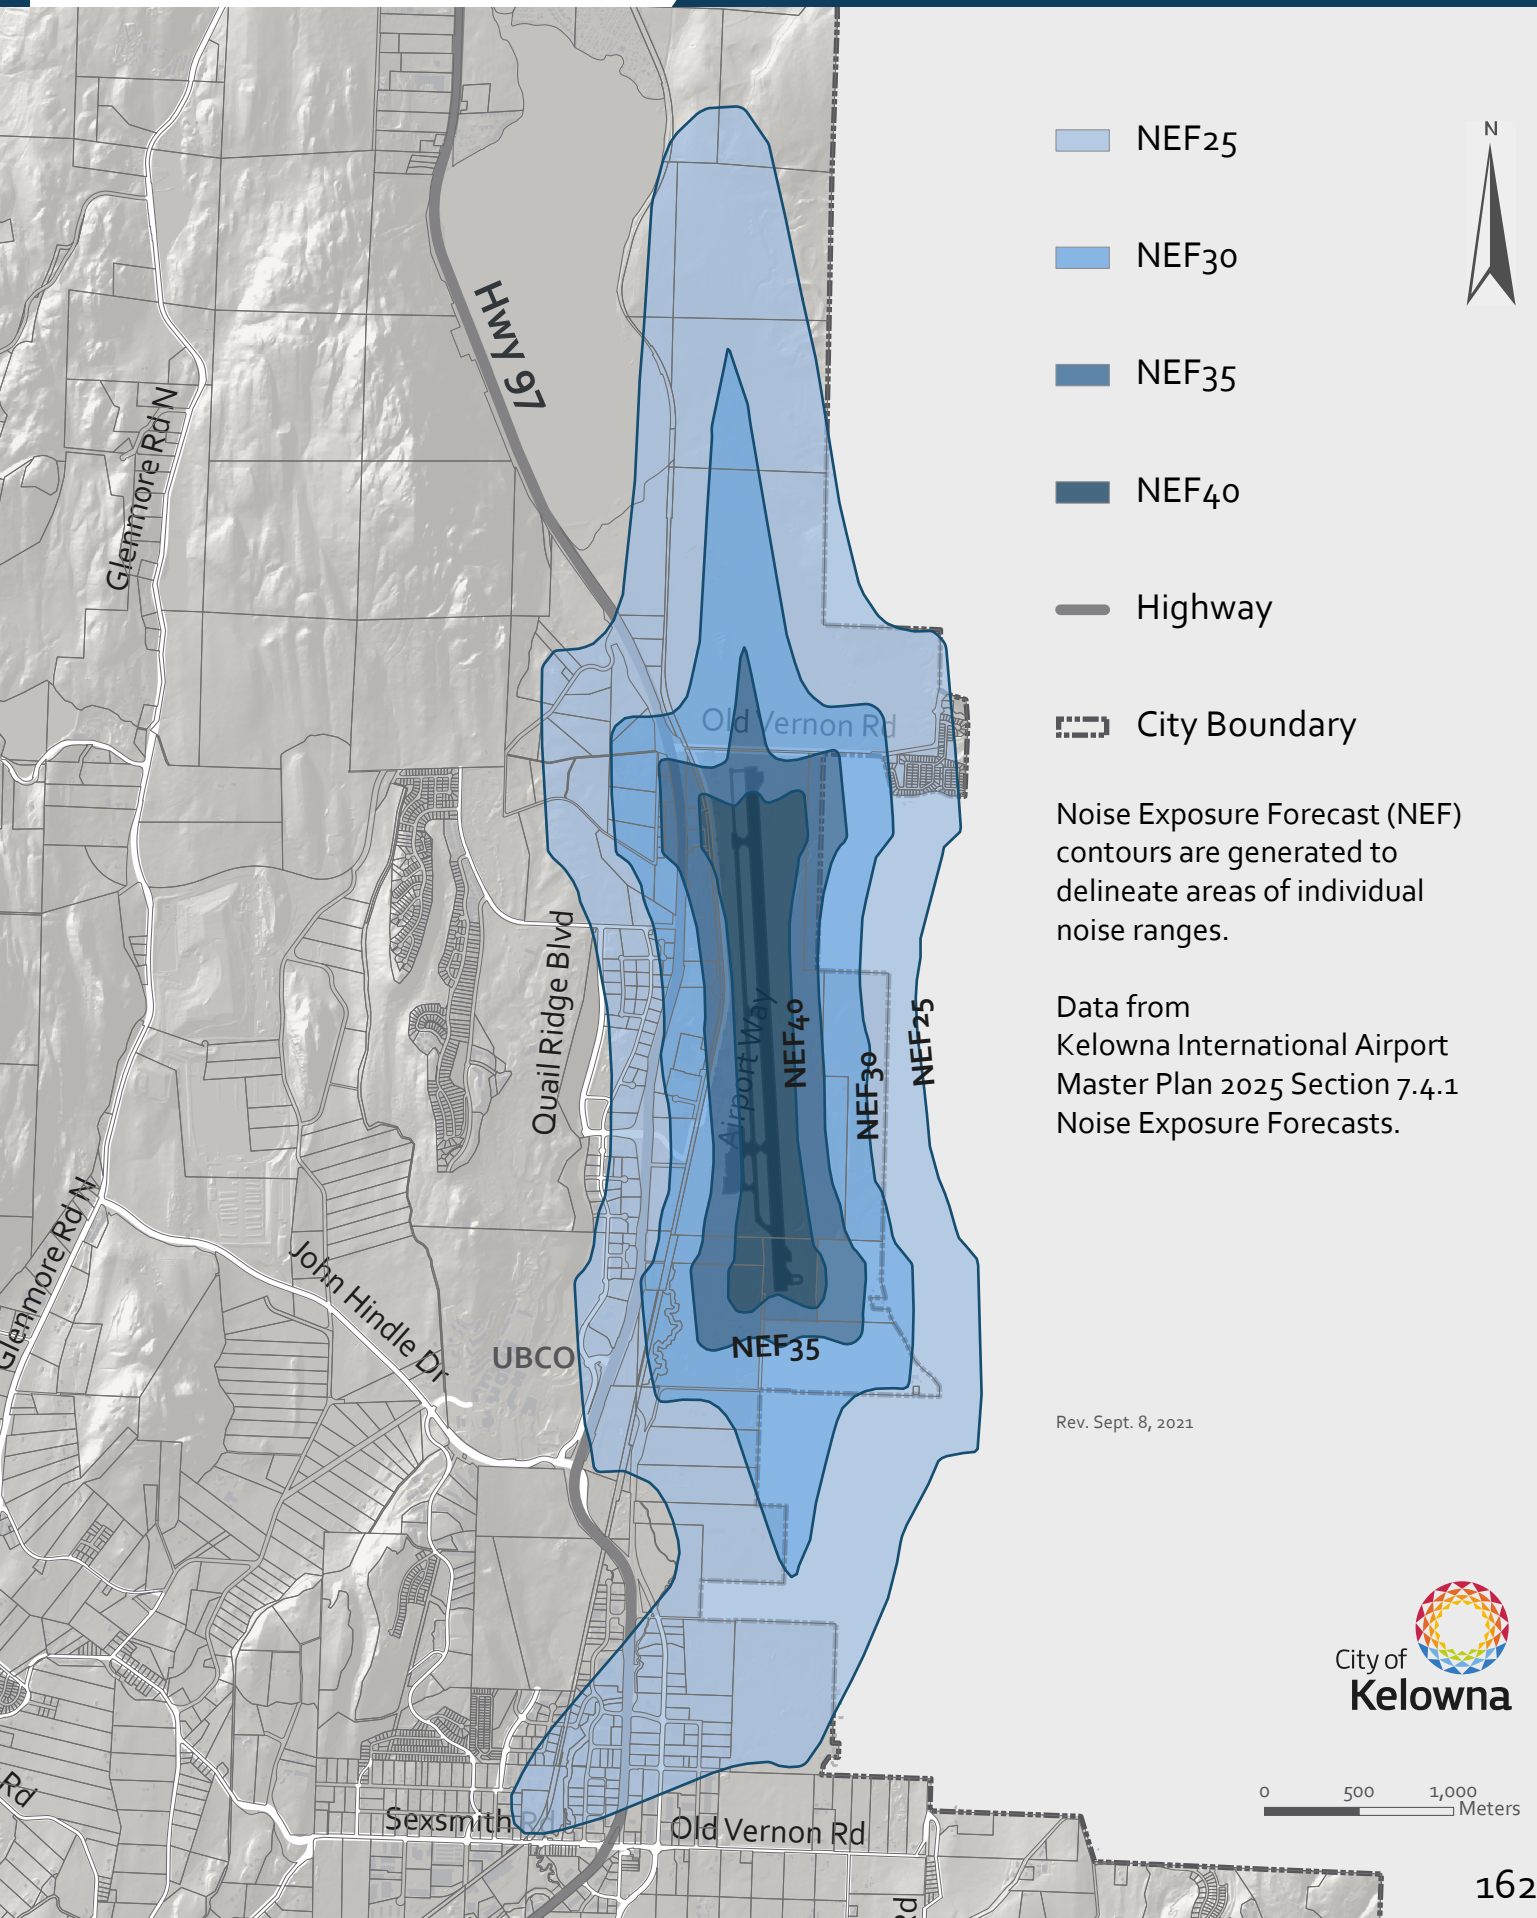 NEF25
N
NEF30
Hwy 97
NEF35
Glenmore Rd N
NEF40
Highway
Old Vernon Rd
City Boundary
Noise Exposure Forecast (NEF)
contours are generated to
delineate areas of individual
noise ranges.
Quail Ridge Blvd
Airport Way
NEF40
NEF30
NEF25
Data from
Kelowna International Airport
Master Plan 2025 Section 7.4.1
Noise Exposure Forecasts.
Glenmore Rd N
John Hindle Dr
UBCO
NEF35
Rev. Sept. 8, 2021
City of
Kelowna
Rd
Sexsmith Rd
Old Vernon Rd
0 500 1,000
Meters
Rd
162